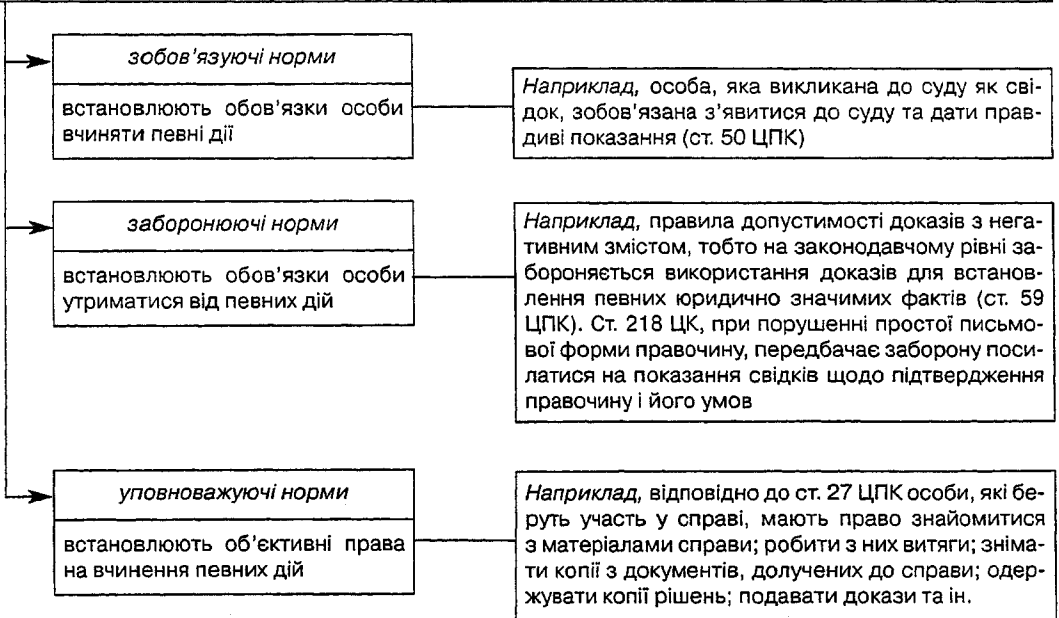 зобов'язуючі норми
встановлюють обов'язки особи
вчиняти певні дії
Наприклад, особа, яка викликана до суду як сві-
док, зобов'язана з'явитися до суду та дати прав-
диві показання (ст. 50 ЦПК)
заборонюючі норми
встановлюють обов'язки особи
утриматися від певних дій
Наприклад, правила допустимості доказів з нега-
тивним змістом, тобто на законодавчому рівні за-
бороняється використання доказів для встанов-
лення певних юридично значимих фактів (ст. 59
ЦПК). Ст. 218 ЦК, при порушенні простої письмо-
вої форми правочину, передбачає заборону поси-
латися на показання свідків щодо підтвердження
правочину і його умов
уповноважуючі норми
встановлюють об'єктивні права
на вчинення певних дій
Наприклад, відповідно до ст. 27 ЦПК особи, які бе-
руть участь у справі, мають право знайомитися
з матеріалами справи; робити з них витяги; зніма-
ти копії з документів, долучених до справи; одер-
жувати копії рішень; подавати докази та ін.